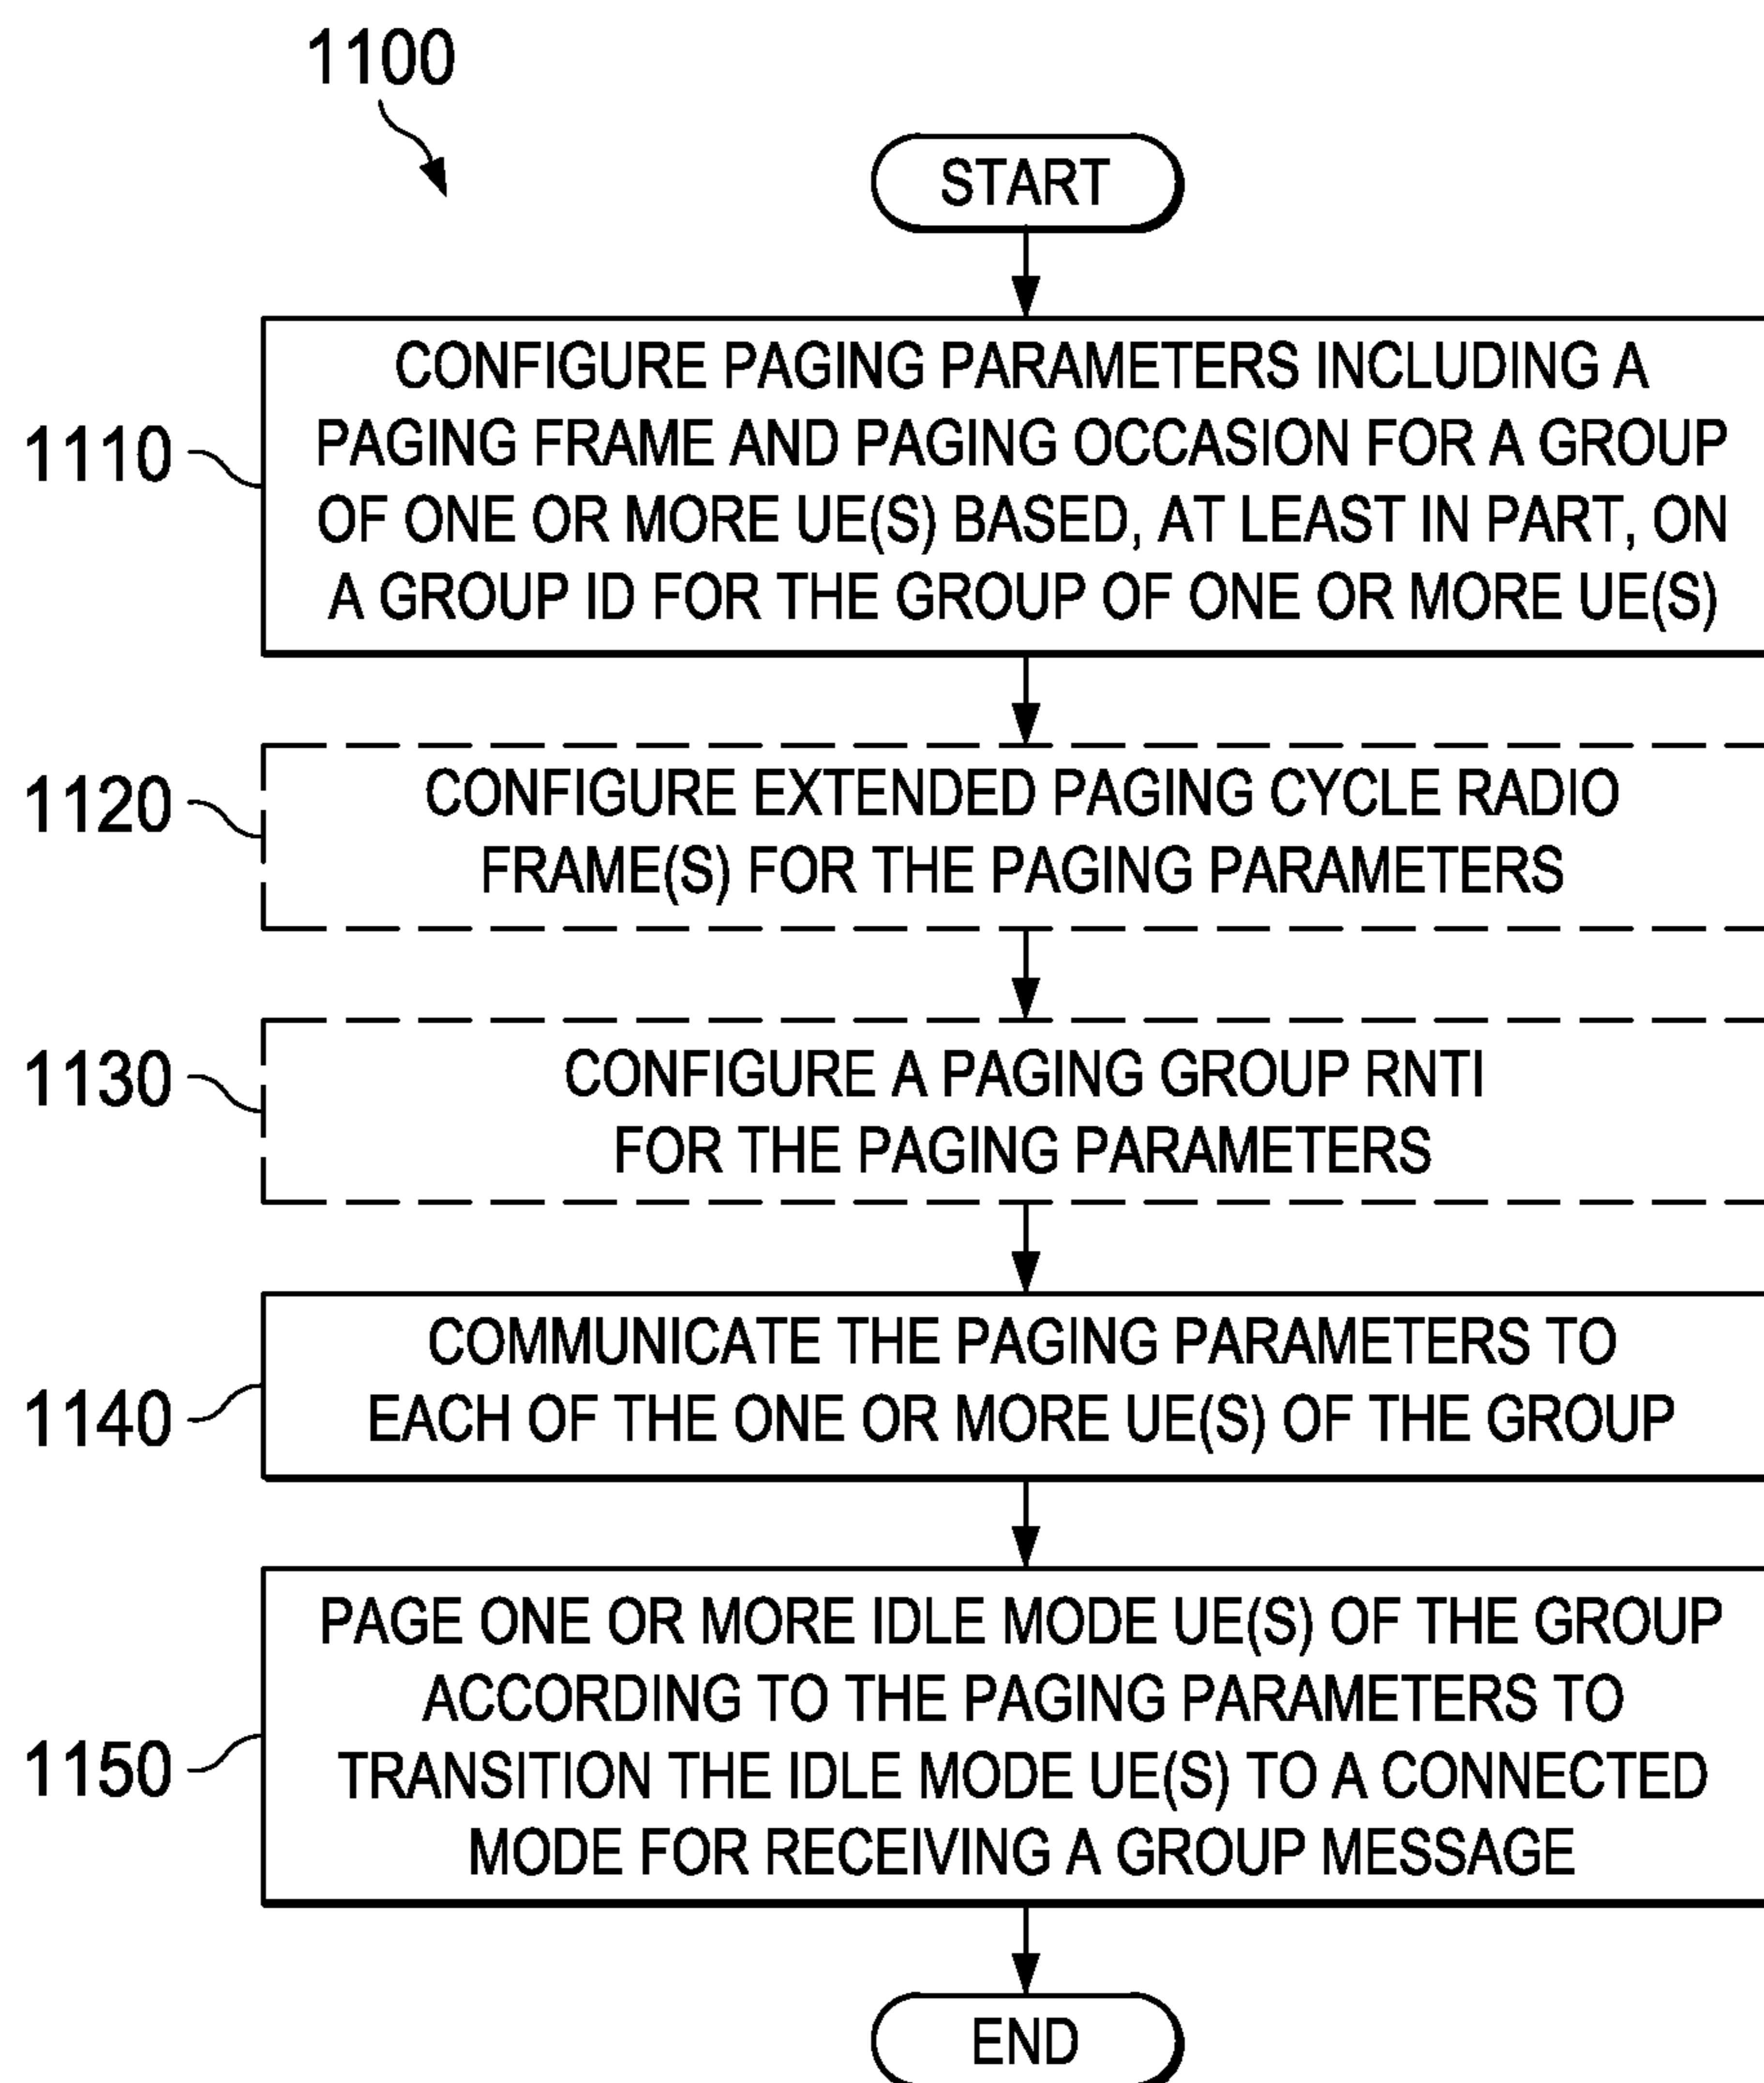 1100
START
1110
CONFIGURE PAGING PARAMETERS INCLUDING A
PAGING FRAME AND PAGING OCCASION FOR A GROUP
OF ONE OR MORE UE(S) BASED, AT LEAST IN PART, ON
A GROUP ID FOR THE GROUP OF ONE OR MORE UE(S)
1120
CONFIGURE EXTENDED PAGING CYCLE RADIO
FRAME(S) FOR THE PAGING PARAMETERS
1130
CONFIGURE A PAGING GROUP RNTI
FOR THE PAGING PARAMETERS
1140
COMMUNICATE THE PAGING PARAMETERS TO
EACH OF THE ONE OR MORE UE(S) OF THE GROUP
1150
PAGE ONE OR MORE IDLE MODE UE(S) OF THE GROUP
ACCORDING TO THE PAGING PARAMETERS TO
TRANSITION THE IDLE MODE UE(S) TO A CONNECTED
MODE FOR RECEIVING A GROUP MESSAGE
END